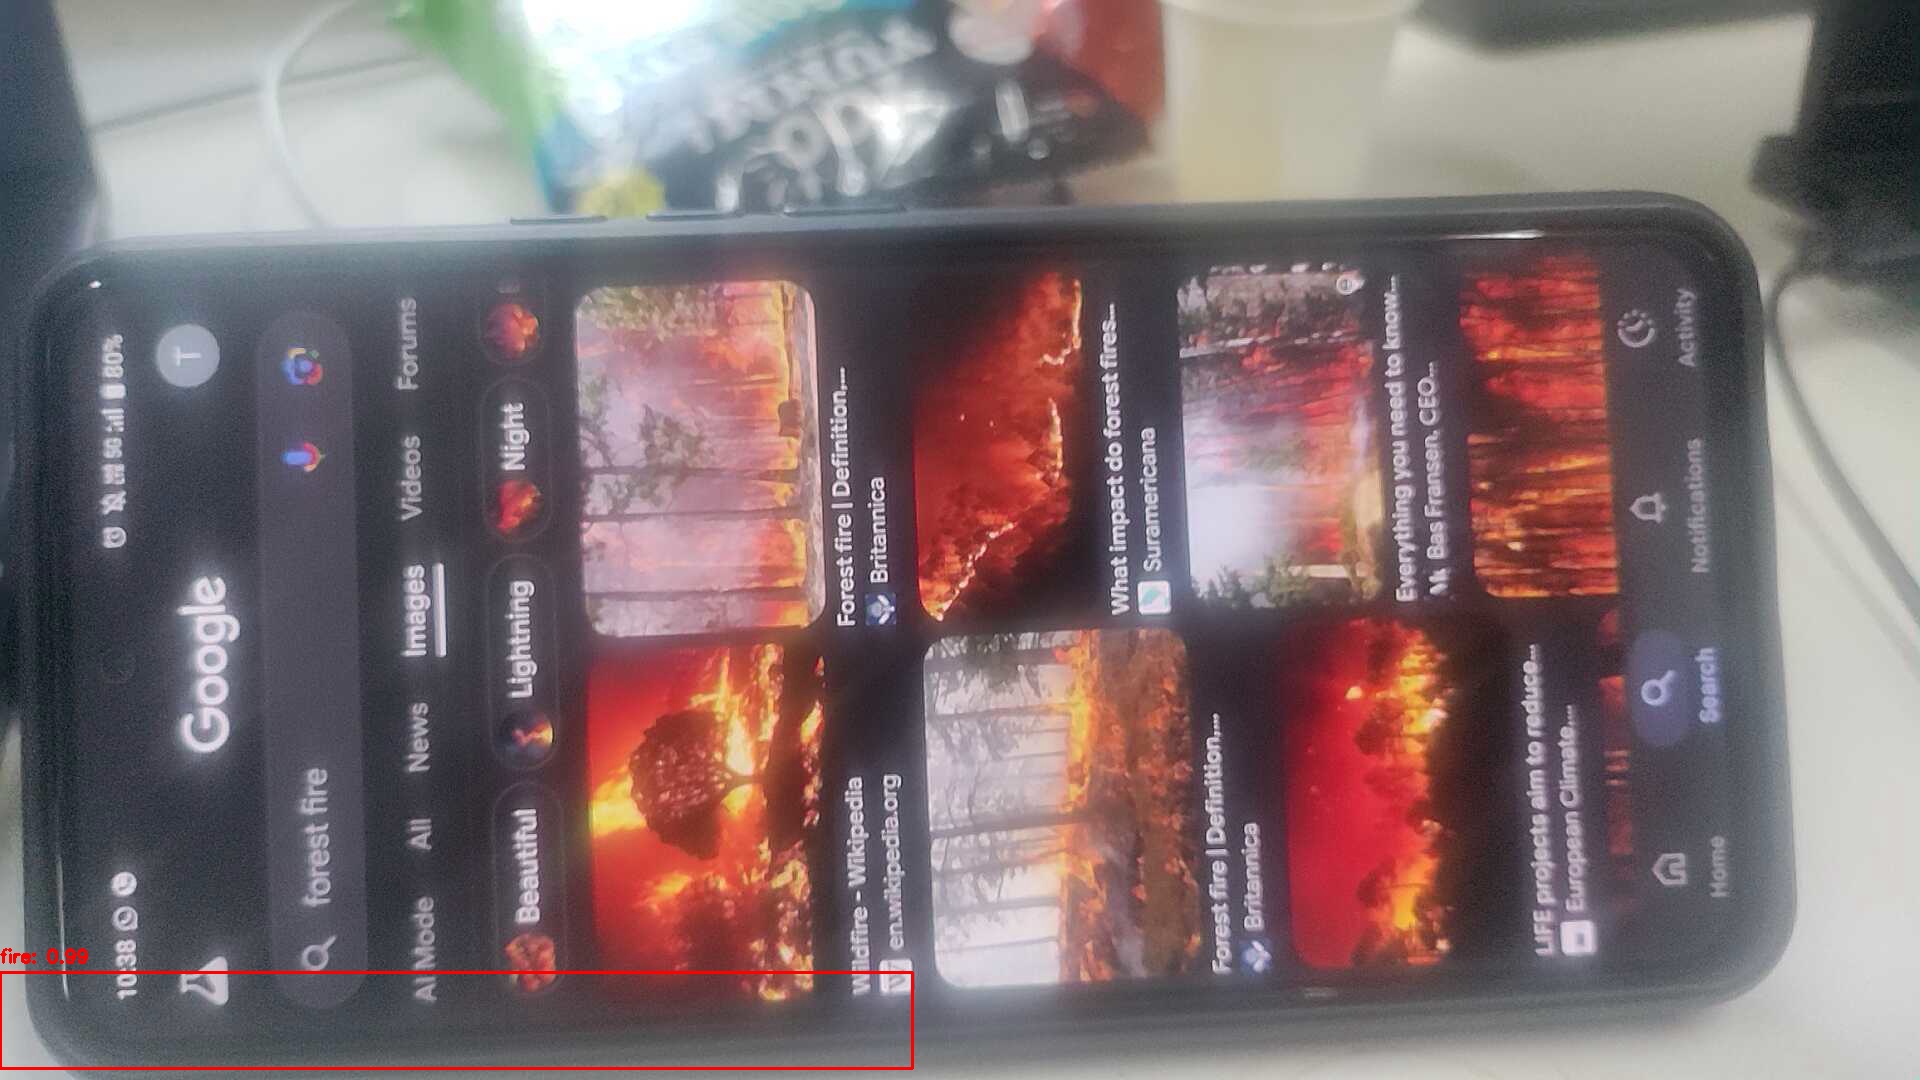 10:38 5G 80%
Google
T
forest fire
AI Mode All News Images Videos Forums
Beautiful Lightning Night
Wildfire - Wikipedia
en.wikipedia.org
Forest fire | Definition,...
Britannica
Forest fire | Definition,...
Britannica
What impact do forest fires...
Suramericana
LIFE projects aim to reduce...
European Climate,...
Everything you need to know...
Bas Fransen, CEO...
Home Search Notifications Activity
fire: 0.99